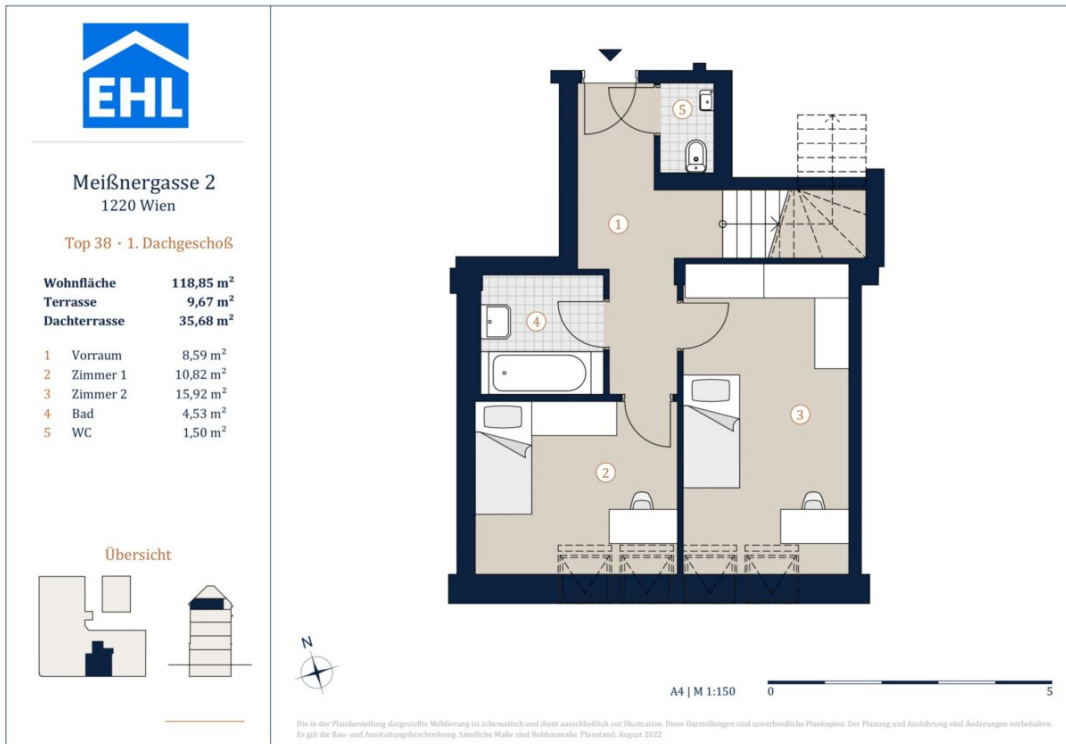 EHL
Meißnergasse 2
1220 Wien
Top 38 · 1. Dachgeschoß
Wohnfläche 118,85 m²
Terrasse 9,67 m²
Dachterrasse 35,68 m²
1 Vorraum 8,59 m²
2 Zimmer 1 10,82 m²
3 Zimmer 2 15,92 m²
4 Bad 4,53 m²
5 WC 1,50 m²
Übersicht
5
1
4
3
2
N
A4 | M 1:150 0 5
Die in der Plandarstellung dargestellte Möblierung ist schematisch und dient ausschließlich zur Illustration. Diese Darstellungen sind unverbindliche Plankopien. Der Planung und Ausführung sind Änderungen vorbehalten.
Es gilt die Bau- und Ausstattungsbeschreibung. Sämtliche Maße sind Rohbaumaße. Planstand: August 2022